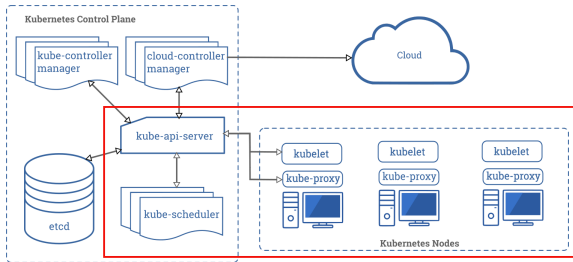 Kubernetes Control Plane
kube-controller
manager
cloud-controller
manager
Cloud
kube-api-server
kubelet
kubelet
kubelet
kube-proxy
kube-proxy
kube-proxy
kube-scheduler
etcd
Kubernetes Nodes